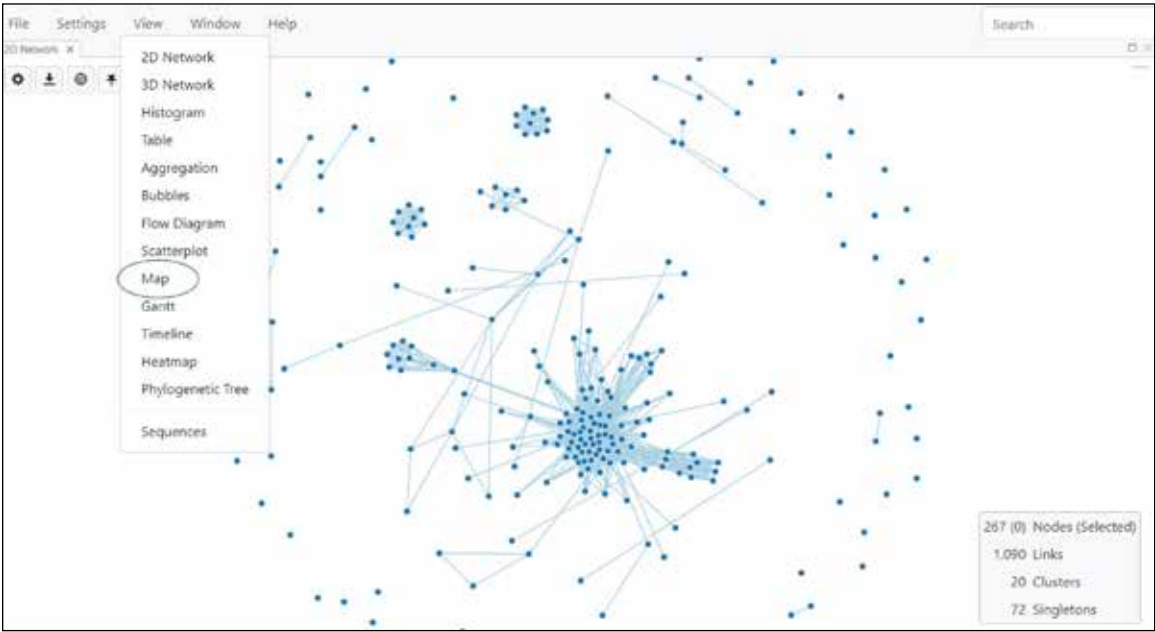 File Settings View Window Help Search
2D Network X
2D Network
3D Network
Histogram
Table
Aggregation
Bubbles
Flow Diagram
Scatterplot
Map
Gantt
Timeline
Heatmap
Phylogenetic Tree
Sequences
267 (0) Nodes (Selected)
1,090 Links
20 Clusters
72 Singletons